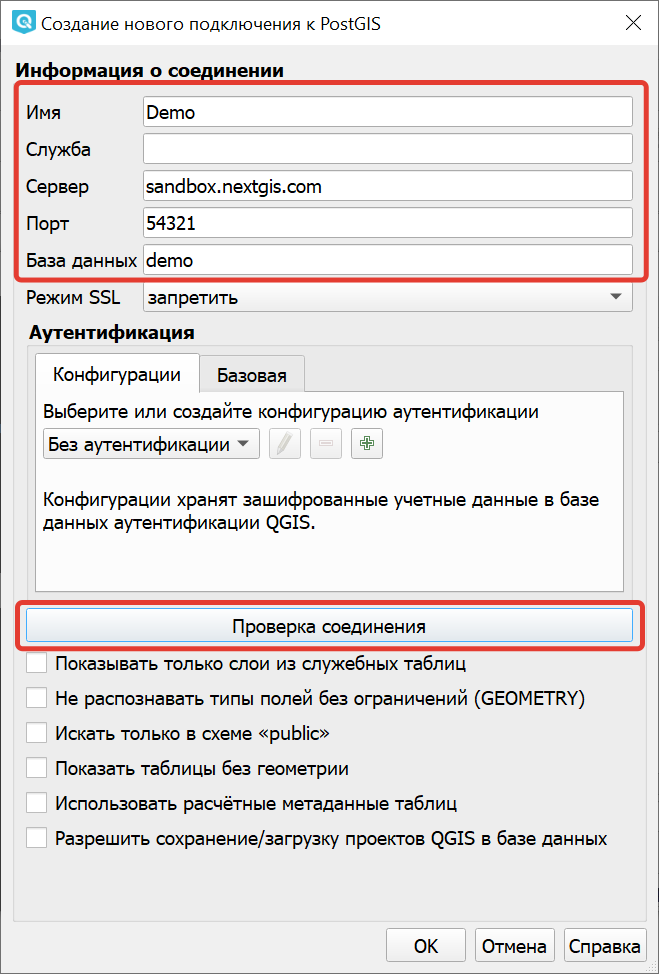 Создание нового подключения к PostGIS
Информация о соединении
Имя Demo
Служба
Сервер sandbox.nextgis.com
Порт 54321
База данных demo
Режим SSL запретить
Аутентификация
Конфигурации Базовая
Выберите или создайте конфигурацию аутентификации
Без аутентификации
Конфигурации хранят зашифрованные учетные данные в базе
данных аутентификации QGIS.
Проверка соединения
Показывать только слои из служебных таблиц
Не распознавать типы полей без ограничений (GEOMETRY)
Искать только в схеме «public»
Показать таблицы без геометрии
Использовать расчётные метаданные таблиц
Разрешить сохранение/загрузку проектов QGIS в базе данных
OK Отмена Справка